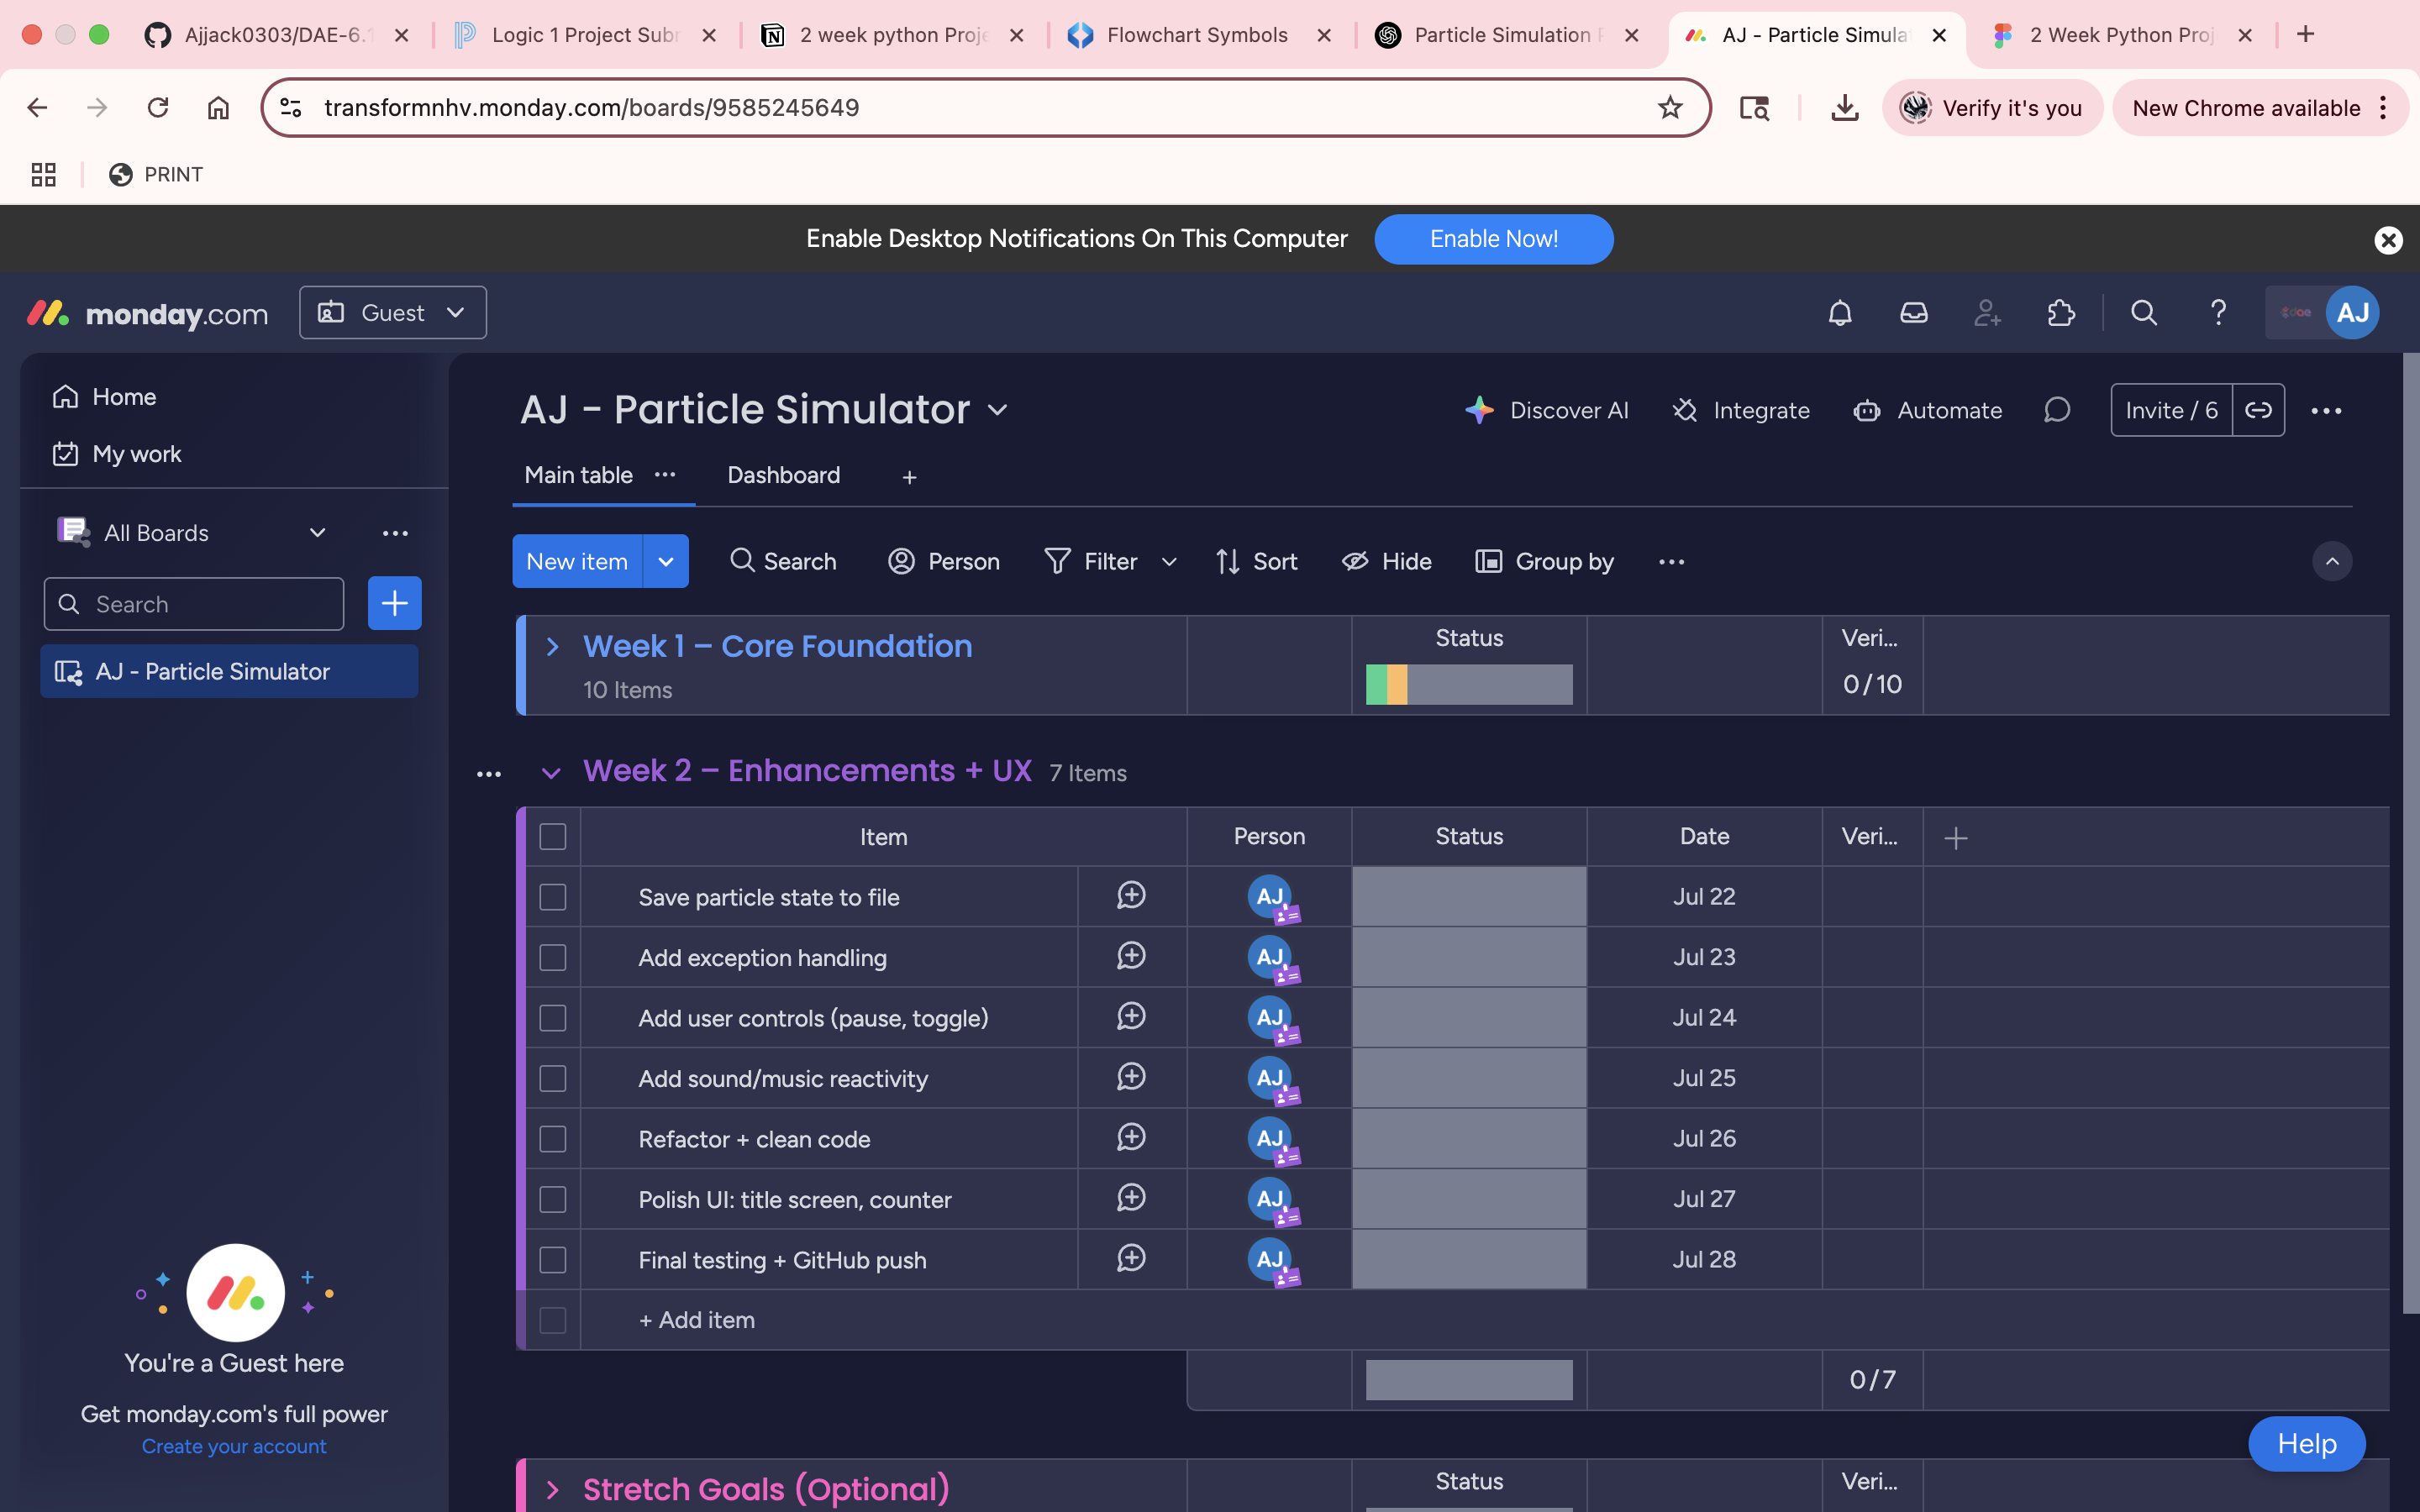 Ajjack0303/DAE-6.1
Logic 1 Project Subr
2 week python Proje
Flowchart Symbols
Particle Simulation P
AJ - Particle Simula
2 Week Python Proj
transformnhv.monday.com/boards/9585245649
Verify it's you
New Chrome available
PRINT
Enable Desktop Notifications On This Computer
Enable Now!
monday.com
Guest
dae
AJ
Home
My work
All Boards
Search
AJ - Particle Simulator
You're a Guest here
Get monday.com's full power
Create your account
AJ - Particle Simulator
Discover AI
Integrate
Automate
Invite / 6
Main table
Dashboard
New item
Search
Person
Filter
Sort
Hide
Group by
Week 1 – Core Foundation
10 Items
Status
Veri...
0/10
Week 2 – Enhancements + UX 7 Items
Item Person Status Date Veri...
Save particle state to file AJ Jul 22
Add exception handling AJ Jul 23
Add user controls (pause, toggle) AJ Jul 24
Add sound/music reactivity AJ Jul 25
Refactor + clean code AJ Jul 26
Polish UI: title screen, counter AJ Jul 27
Final testing + GitHub push AJ Jul 28
+ Add item
0/7
Help
Stretch Goals (Optional)
Status
Veri...